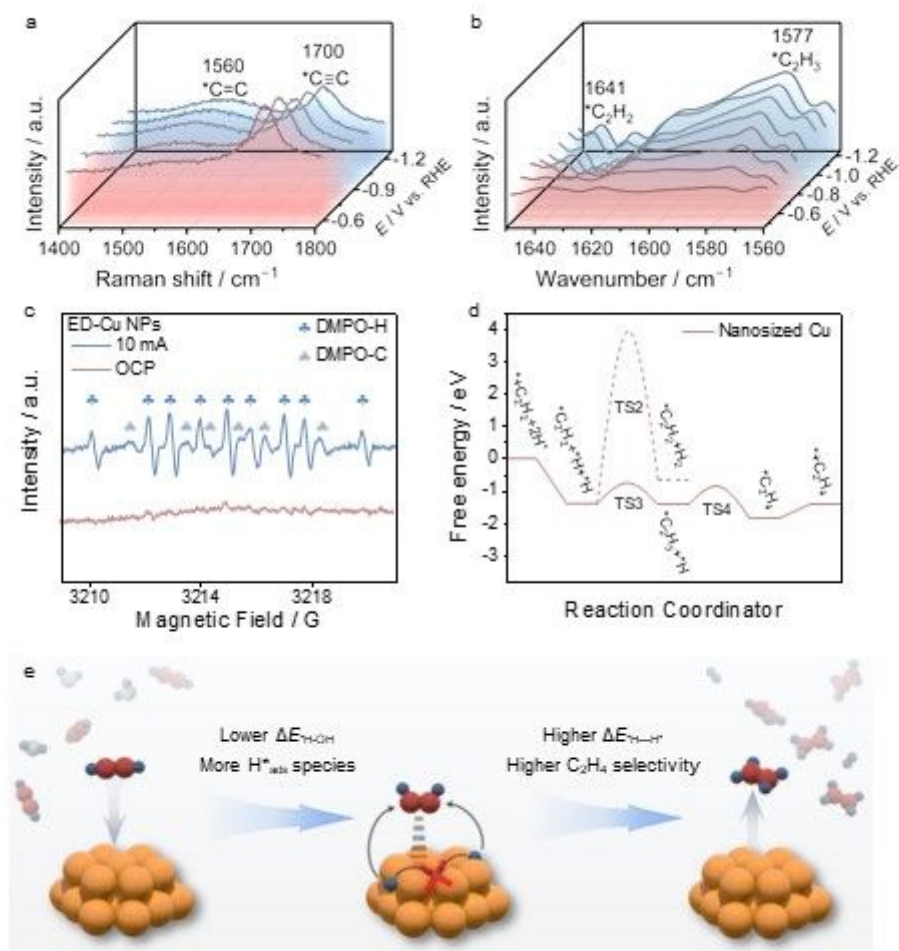 a
1560
*C=C
1700
*C≡C
Intensity / a.u.
1400 1500 1600 1700 1800
Raman shift / cm⁻¹
-0.6
-0.9
-1.2
E / V vs. RHE
b
1641
*C₂H₂
1577
*C₂H₃
Intensity / a.u.
1640 1620 1600 1580 1560
Wavenumber / cm⁻¹
-0.6
-0.8
-1.0
-1.2
E / V vs. RHE
c
ED-Cu NPs
10 mA
OCP
DMPO-H
DMPO-C
Intensity / a.u.
3210 3214 3218
Magnetic Field / G
d
Nanosized Cu
Free energy / eV
4
3
2
1
0
-1
-2
-3
*+C₂H₂+2H⁺
*C₂H₂+*H+*H
TS2
*C₂H₂+H₂
TS3
*C₂H₃+*H
TS4
*C₂H₄
*+C₂H₄
Reaction Coordinator
e
Lower ΔE*H-OH
More H*ads species
Higher ΔE*H—H*
Higher C₂H₄ selectivity